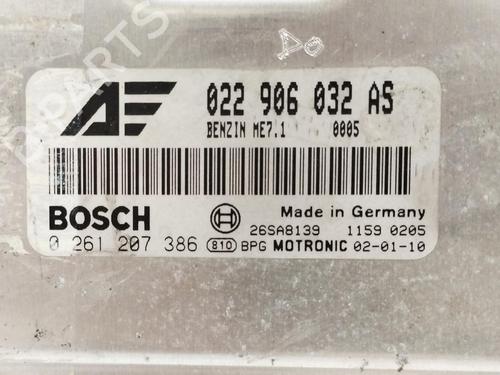 022 906 032 AS
BENZIN ME7.1 0005
BOSCH
Made in Germany
26SA8139 1159 0205
0 261 207 386 810 BPG MOTRONIC 02-01-10